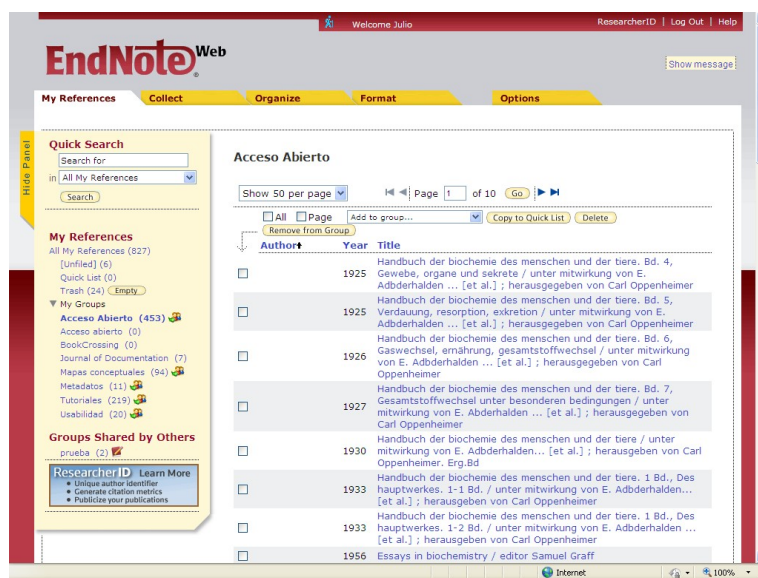 Welcome Julio
ResearcherID | Log Out | Help
EndNote Web
Show message
My References
Collect
Organize
Format
Options
Hide Panel
Quick Search
Search for
in All My References
Search
My References
All My References (827)
[Unfiled] (6)
Quick List (0)
Trash (24) Empty
My Groups
Acceso Abierto (453)
Acceso abierto (0)
BookCrossing (0)
Journal of Documentation (7)
Mapas conceptuales (94)
Metadatos (11)
Tutoriales (219)
Usabilidad (20)
Groups Shared by Others
prueba (2)
ResearcherID Learn More
Unique author identifier
Generate citation metrics
Publicize your publications
Acceso Abierto
Show 50 per page
Page 1 of 10 Go
All Page Add to group... Copy to Quick List Delete
Remove from Group
Author Year Title
Handbuch der biochemie des menschen und der tiere. Bd. 4,
1925 Gewebe, organe und sekrete / unter mitwirkung von E.
Adbderhalden ... [et al.] ; herausgegeben von Carl Oppenheimer
Handbuch der biochemie des menschen und der tiere. Bd. 5,
1925 Verdauung, resorption, exkretion / unter mitwirkung von E.
Adbderhalden ... [et al.] ; herausgegeben von Carl Oppenheimer
Handbuch der biochemie des menschen und der tiere. Bd. 6,
1926 Gaswechsel, ernährung, gesamtstoffwechsel / unter mitwirkung
von E. Adbderhalden ... [et al.] ; herausgegeben von Carl
Oppenheimer
Handbuch der biochemie des menschen und der tiere. Bd. 7,
1927 Gesamtstoffwechsel unter besonderen bedingungen / unter
mitwirkung von E. Abderhalden ... [et al.] ; herausgegeben von
Carl Oppenheimer
Handbuch der biochemie des menschen und der tiere / unter
1930 mitwirkung von E. Abderhalden... [et al.] ; herausgegeben von Carl
Oppenheimer. Erg.Bd
Handbuch der biochemie des menschen und der tiere. 1 Bd., Des
1933 hauptwerkes. 1-1 Bd. / unter mitwirkung von E. Adbderhalden...
[et al.] ; herausgegeben von Carl Oppenheimer
Handbuch der biochemie des menschen und der tiere. 1 Bd., Des
1933 hauptwerkes. 1-2 Bd. / unter mitwirkung von E. Adbderhalden ...
[et al.] ; herausgegeben von Carl Oppenheimer
1956 Essays in biochemistry / editor Samuel Graff
Internet
100%